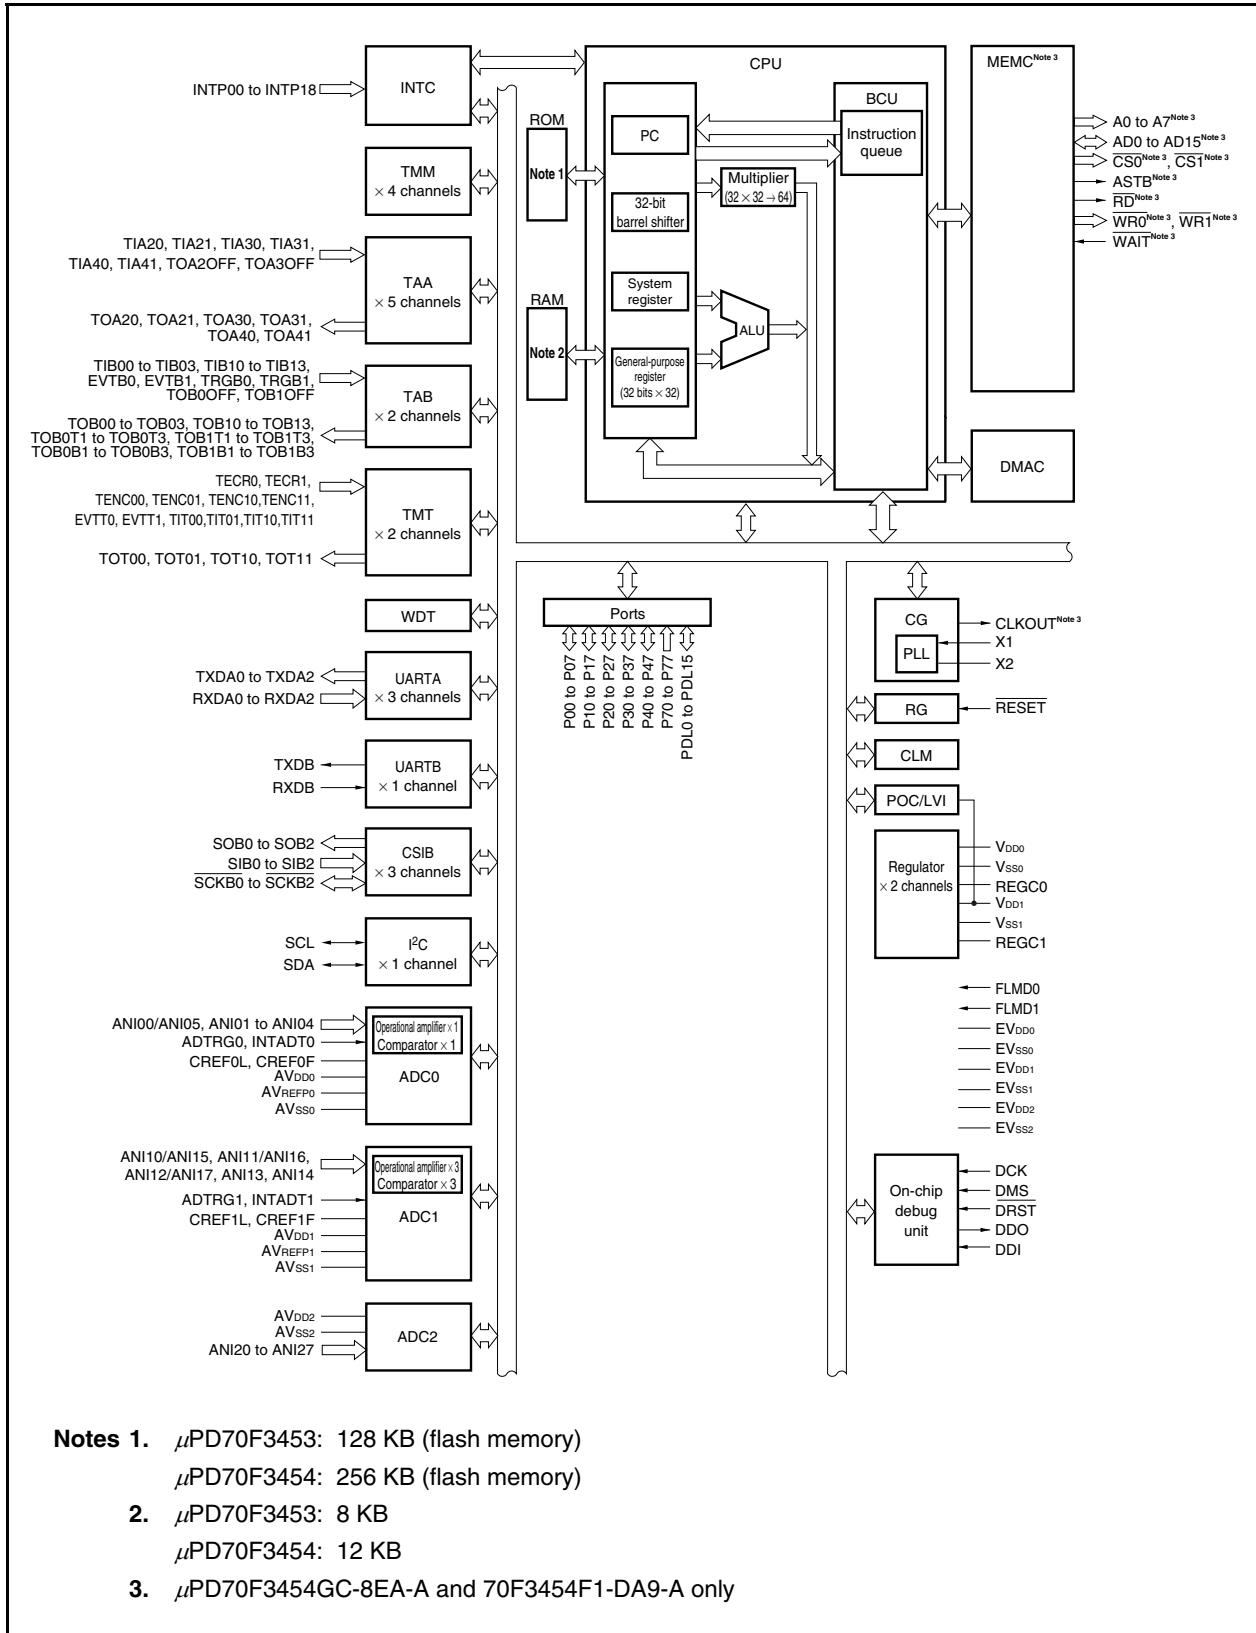 INTP00 to INTP18
INTC
TMM
× 4 channels
TIA20, TIA21, TIA30, TIA31,
TIA40, TIA41, TOA2OFF, TOA3OFF
TAA
× 5 channels
TOA20, TOA21, TOA30, TOA31,
TOA40, TOA41
TIB00 to TIB03, TIB10 to TIB13,
EVTB0, EVTB1, TRGB0, TRGB1,
TOB0OFF, TOB1OFF
TAB
× 2 channels
TOB00 to TOB03, TOB10 to TOB13,
TOB0T1 to TOB0T3, TOB1T1 to TOB1T3,
TOB0B1 to TOB0B3, TOB1B1 to TOB1B3
TECR0, TECR1,
TENC00, TENC01, TENC10,TENC11,
EVTT0, EVTT1, TIT00,TIT01,TIT10,TIT11
TMT
× 2 channels
TOT00, TOT01, TOT10, TOT11
WDT
TXDA0 to TXDA2
RXDA0 to RXDA2
UARTA
× 3 channels
TXDB
RXDB
UARTB
× 1 channel
SOB0 to SOB2
SIB0 to SIB2
SCKB0 to SCKB2
CSIB
× 3 channels
SCL
SDA
I²C
× 1 channel
ANI00/ANI05, ANI01 to ANI04
ADTRG0, INTADT0
CREF0L, CREF0F
AVDD0
AVREFP0
AVSS0
Operational amplifier × 1
Comparator × 1
ADC0
ANI10/ANI15, ANI11/ANI16,
ANI12/ANI17, ANI13, ANI14
ADTRG1, INTADT1
CREF1L, CREF1F
AVDD1
AVREFP1
AVSS1
Operational amplifier × 3
Comparator × 3
ADC1
AVDD2
AVSS2
ANI20 to ANI27
ADC2
ROM
Note 1
RAM
Note 2
CPU
PC
32-bit
barrel shifter
System
register
General-purpose
register
(32 bits × 32)
Multiplier
(32 × 32 → 64)
ALU
BCU
Instruction
queue
MEMC Note 3
A0 to A7 Note 3
AD0 to AD15 Note 3
CS0 Note 3, CS1 Note 3
ASTB Note 3
RD Note 3
WR0 Note 3, WR1 Note 3
WAIT Note 3
DMAC
Ports
P00 to P07
P10 to P17
P20 to P27
P30 to P37
P40 to P47
P70 to P77
PDL0 to PDL15
CG
PLL
CLKOUT Note 3
X1
X2
RG
RESET
CLM
POC/LVI
Regulator
× 2 channels
VDD0
VSS0
REGC0
VDD1
VSS1
REGC1
FLMD0
FLMD1
EVDD0
EVSS0
EVDD1
EVSS1
EVDD2
EVSS2
On-chip
debug
unit
DCK
DMS
DRST
DDO
DDI
Notes 1. μPD70F3453: 128 KB (flash memory)
μPD70F3454: 256 KB (flash memory)
2. μPD70F3453: 8 KB
μPD70F3454: 12 KB
3. μPD70F3454GC-8EA-A and 70F3454F1-DA9-A only